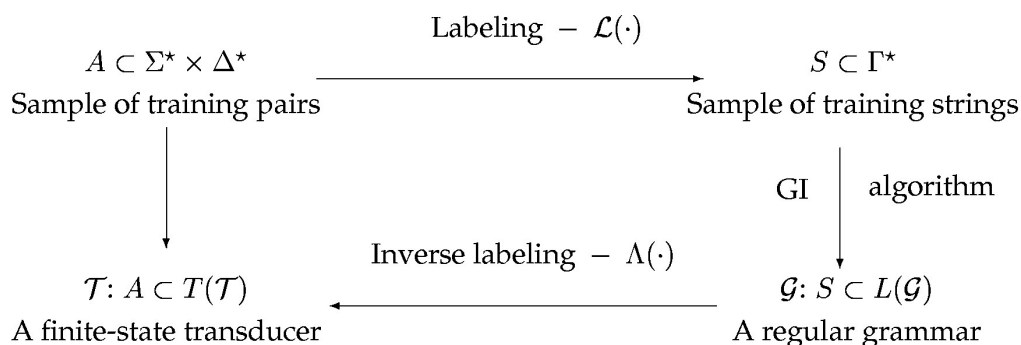 Labeling – 𝓛(·)
A ⊂ Σ⋆ × Δ⋆
Sample of training pairs
S ⊂ Γ⋆
Sample of training strings
GI algorithm
Inverse labeling – Λ(·)
𝒯: A ⊂ T(𝒯)
A finite-state transducer
𝒢: S ⊂ L(𝒢)
A regular grammar